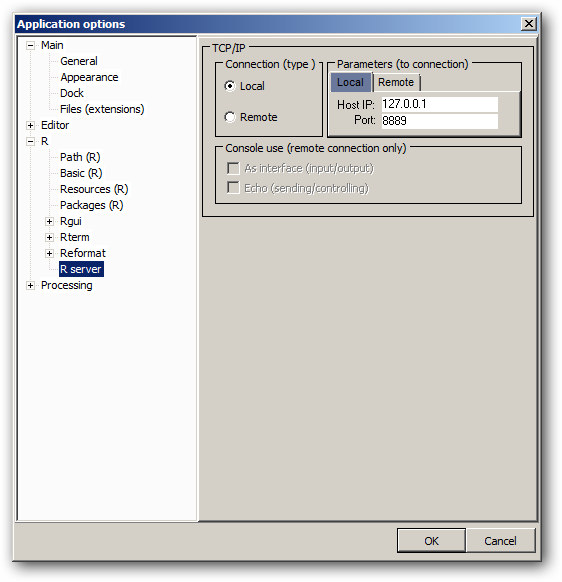 Application options
Main
General
Appearance
Dock
Files (extensions)
Editor
R
Path (R)
Basic (R)
Resources (R)
Packages (R)
Rgui
Rterm
Reformat
R server
Processing
TCP/IP
Connection (type )
Local
Remote
Parameters (to connection)
Local Remote
Host IP: 127.0.0.1
Port: 8889
Console use (remote connection only)
As interface (input/output)
Echo (sending/controlling)
OK Cancel